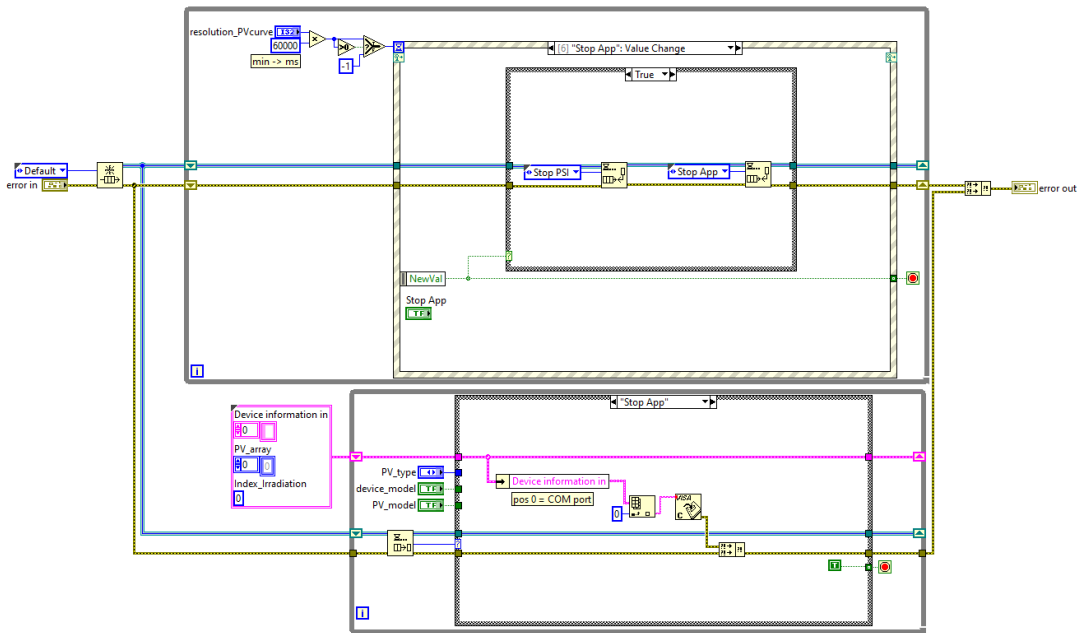 resolution_PVcurve
I32
60000
min -> ms
-1
[6] "Stop App": Value Change
True
Default
error in
Stop PSI
Stop App
error out
NewVal
Stop App
TF
i
"Stop App"
Device information in
0
PV_array
0
0
Index_Irradiation
0
PV_type
device_model
TF
PV_model
TF
Device information in
pos 0 = COM port
0
VISA
C
T
i